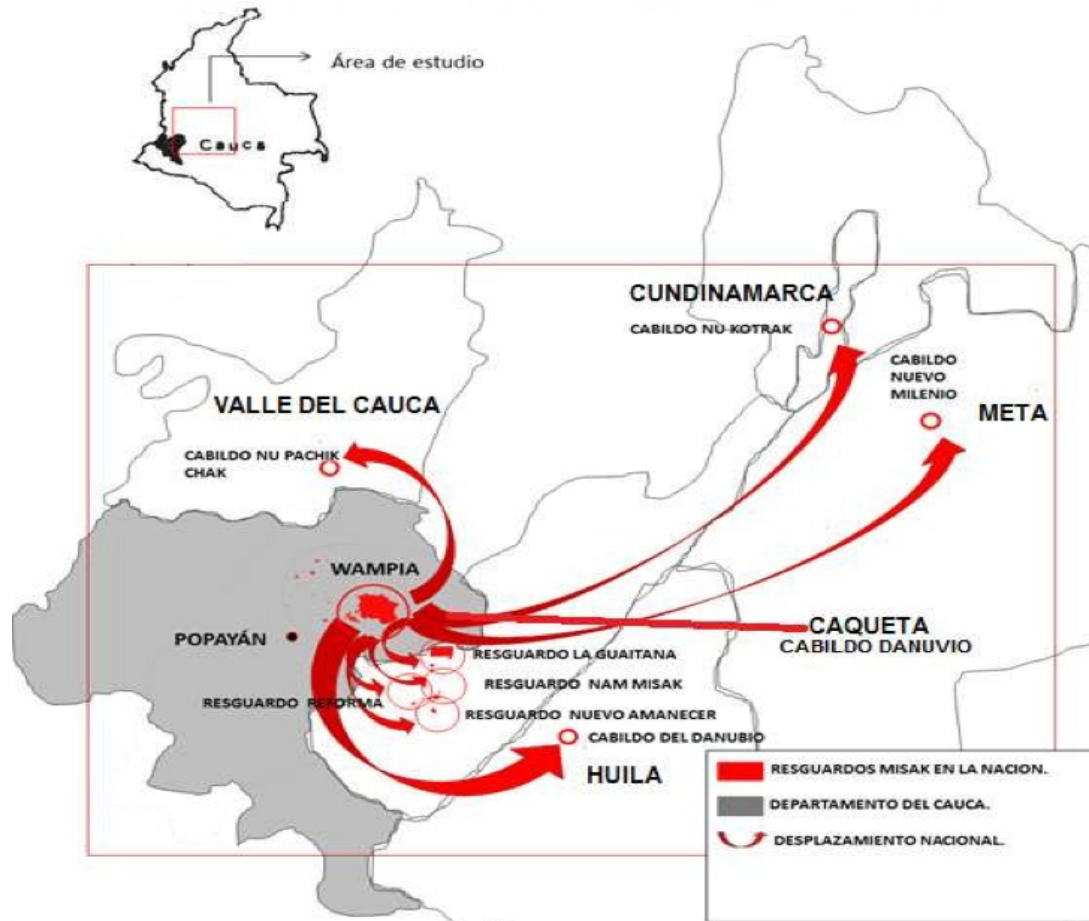 Área de estudio
Cauca
CUNDINAMARCA
CABILDO NU KOTRAK
CABILDO
NUEVO
MILENIO
META
VALLE DEL CAUCA
CABILDO NU PACHIK
CHAK
WAMPIA
POPAYÁN
CAQUETA
CABILDO DANUVIO
RESGUARDO LA GUAITANA
RESGUARDO NAM MISAK
RESGUARDO REFORMA
RESGUARDO NUEVO AMANECER
CABILDO DEL DANUBIO
HUILA
RESGUARDOS MISAK EN LA NACION.
DEPARTAMENTO DEL CAUCA.
DESPLAZAMIENTO NACIONAL.